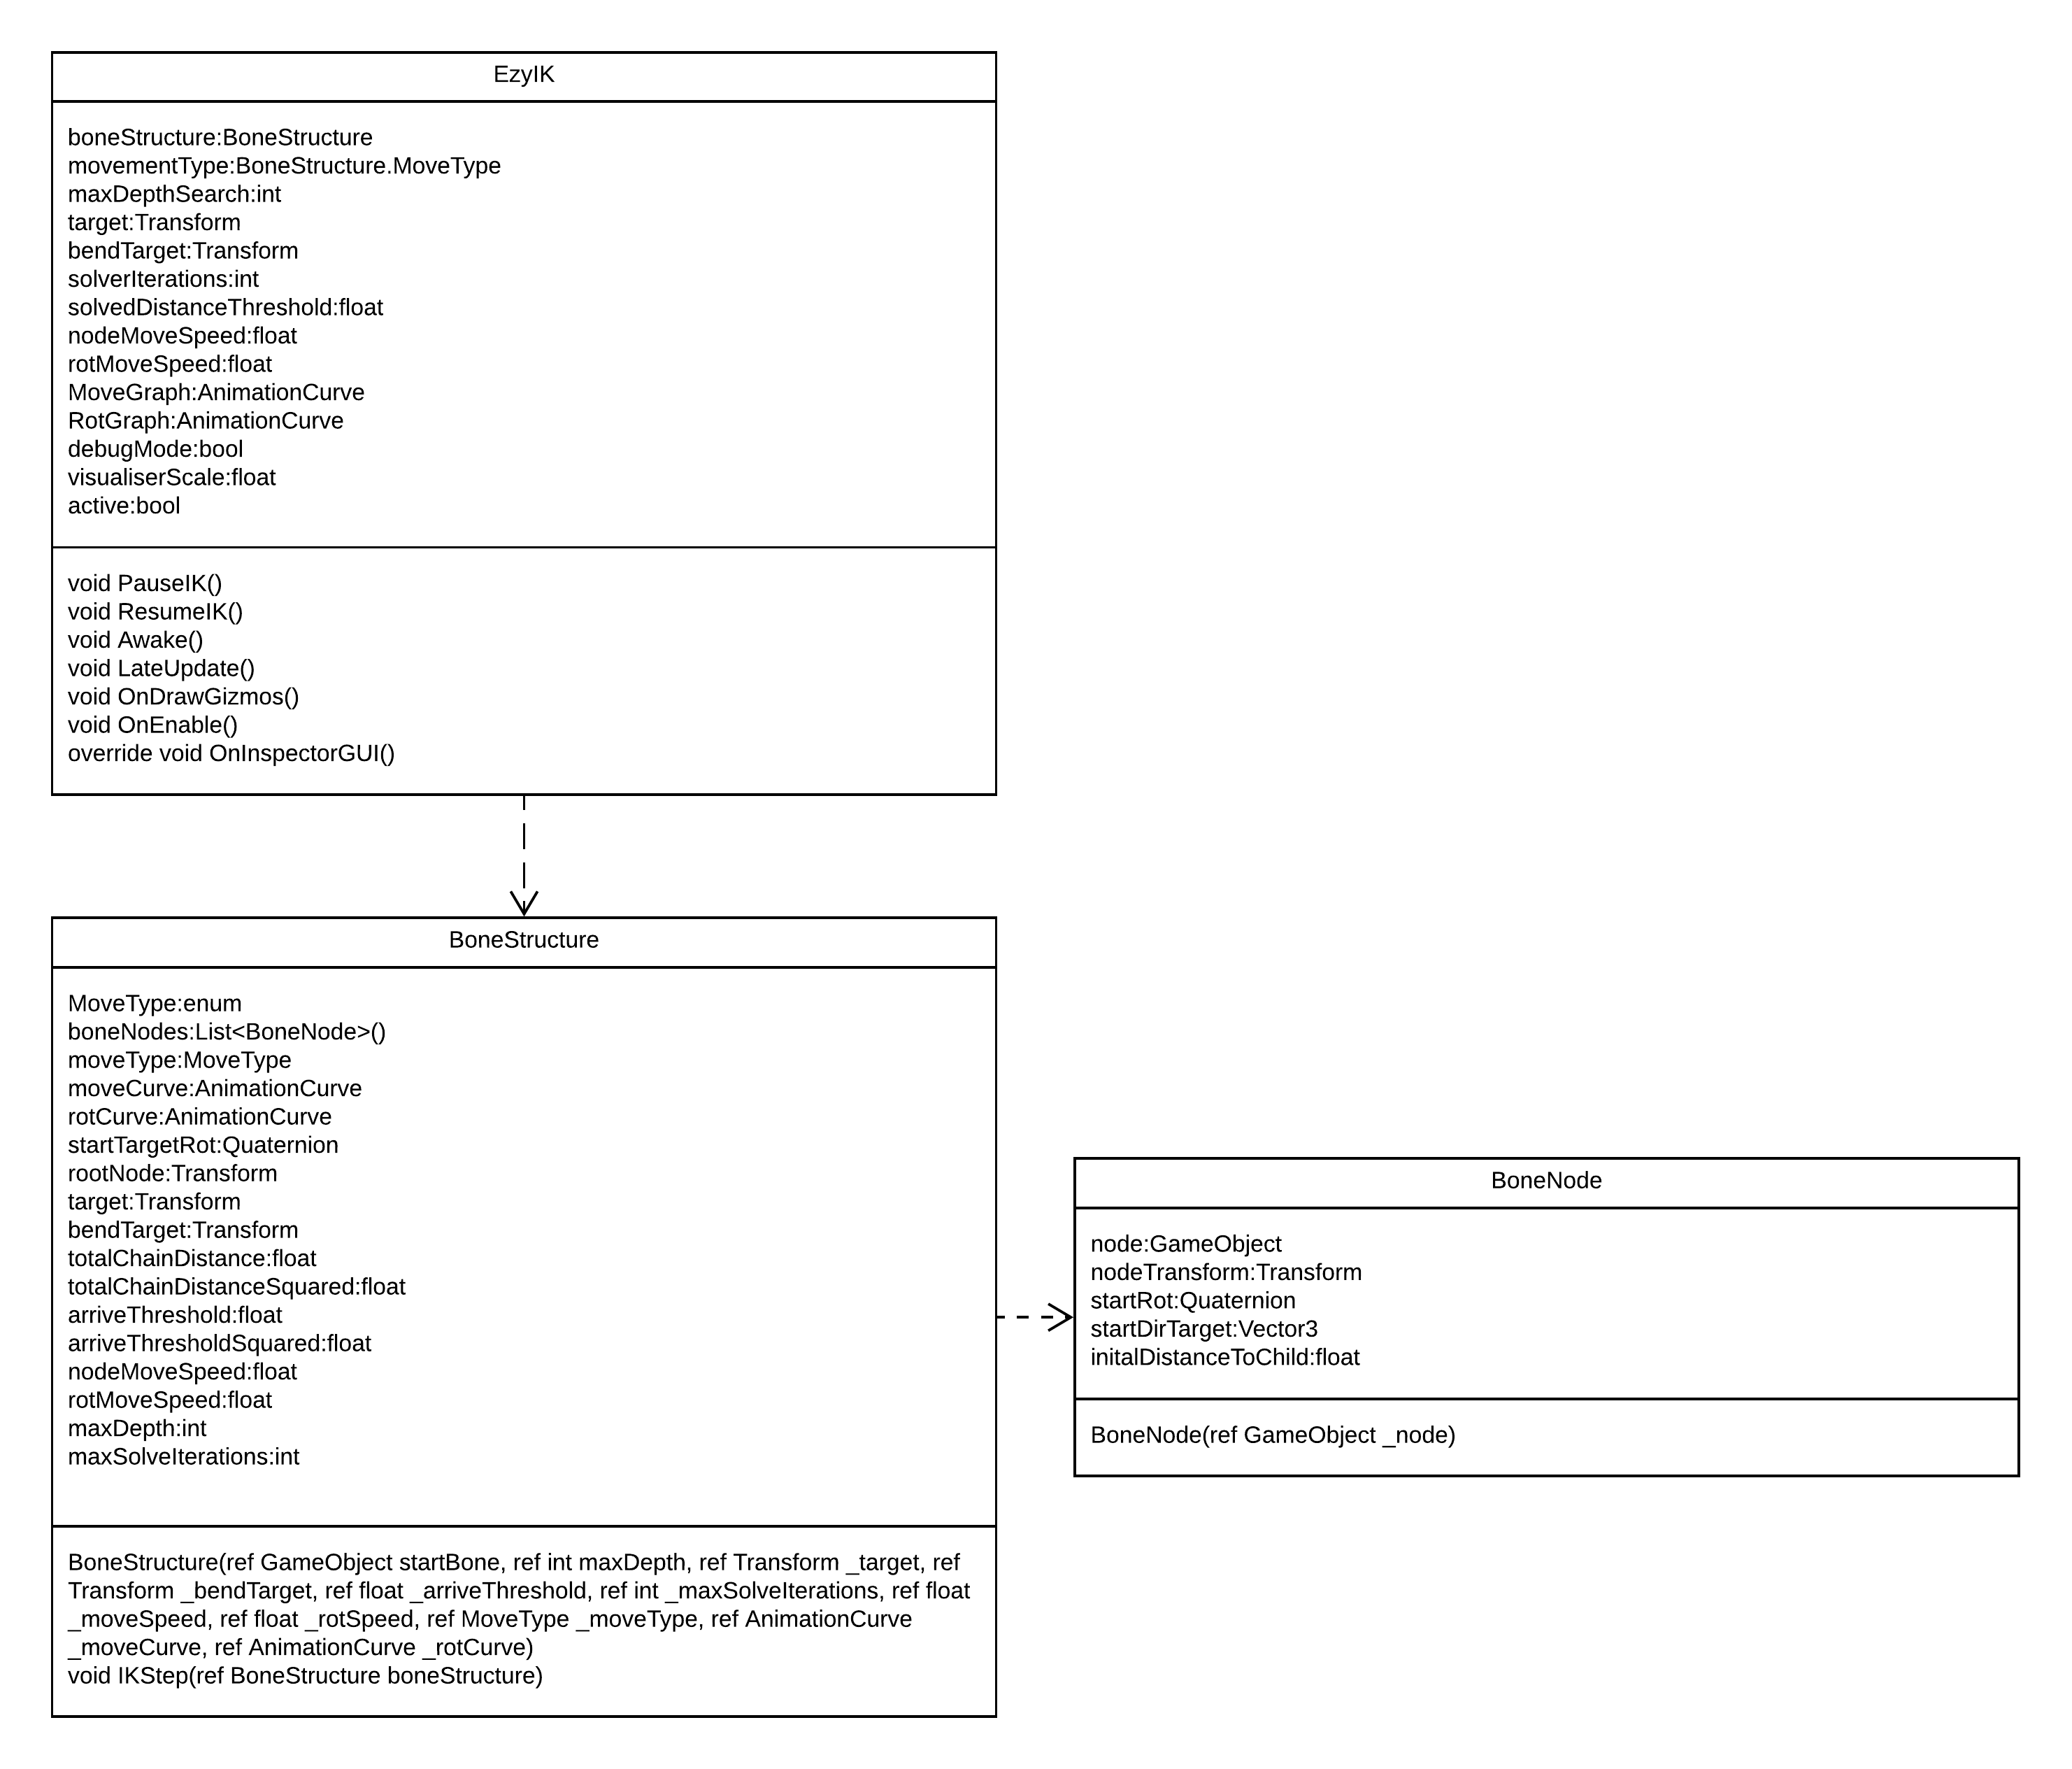 EzyIK
boneStructure:BoneStructure
movementType:BoneStructure.MoveType
maxDepthSearch:int
target:Transform
bendTarget:Transform
solverIterations:int
solvedDistanceThreshold:float
nodeMoveSpeed:float
rotMoveSpeed:float
MoveGraph:AnimationCurve
RotGraph:AnimationCurve
debugMode:bool
visualiserScale:float
active:bool
void PauseIK()
void ResumeIK()
void Awake()
void LateUpdate()
void OnDrawGizmos()
void OnEnable()
override void OnInspectorGUI()
BoneStructure
MoveType:enum
boneNodes:List<BoneNode>()
moveType:MoveType
moveCurve:AnimationCurve
rotCurve:AnimationCurve
startTargetRot:Quaternion
rootNode:Transform
target:Transform
bendTarget:Transform
totalChainDistance:float
totalChainDistanceSquared:float
arriveThreshold:float
arriveThresholdSquared:float
nodeMoveSpeed:float
rotMoveSpeed:float
maxDepth:int
maxSolveIterations:int
BoneStructure(ref GameObject startBone, ref int maxDepth, ref Transform _target, ref
Transform _bendTarget, ref float _arriveThreshold, ref int _maxSolveIterations, ref float
_moveSpeed, ref float _rotSpeed, ref MoveType _moveType, ref AnimationCurve
_moveCurve, ref AnimationCurve _rotCurve)
void IKStep(ref BoneStructure boneStructure)
BoneNode
node:GameObject
nodeTransform:Transform
startRot:Quaternion
startDirTarget:Vector3
initalDistanceToChild:float
BoneNode(ref GameObject _node)